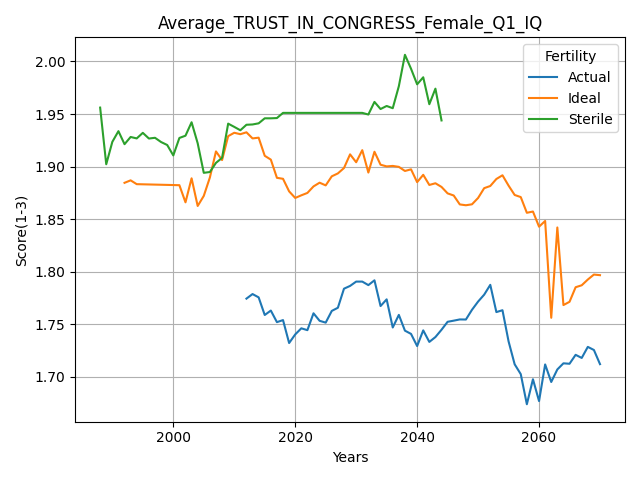 Average_TRUST_IN_CONGRESS_Female_Q1_IQ
Score(1-3)
2.00
1.95
1.90
1.85
1.80
1.75
1.70
Fertility
Actual
Ideal
Sterile
2000
2020
2040
2060
Years